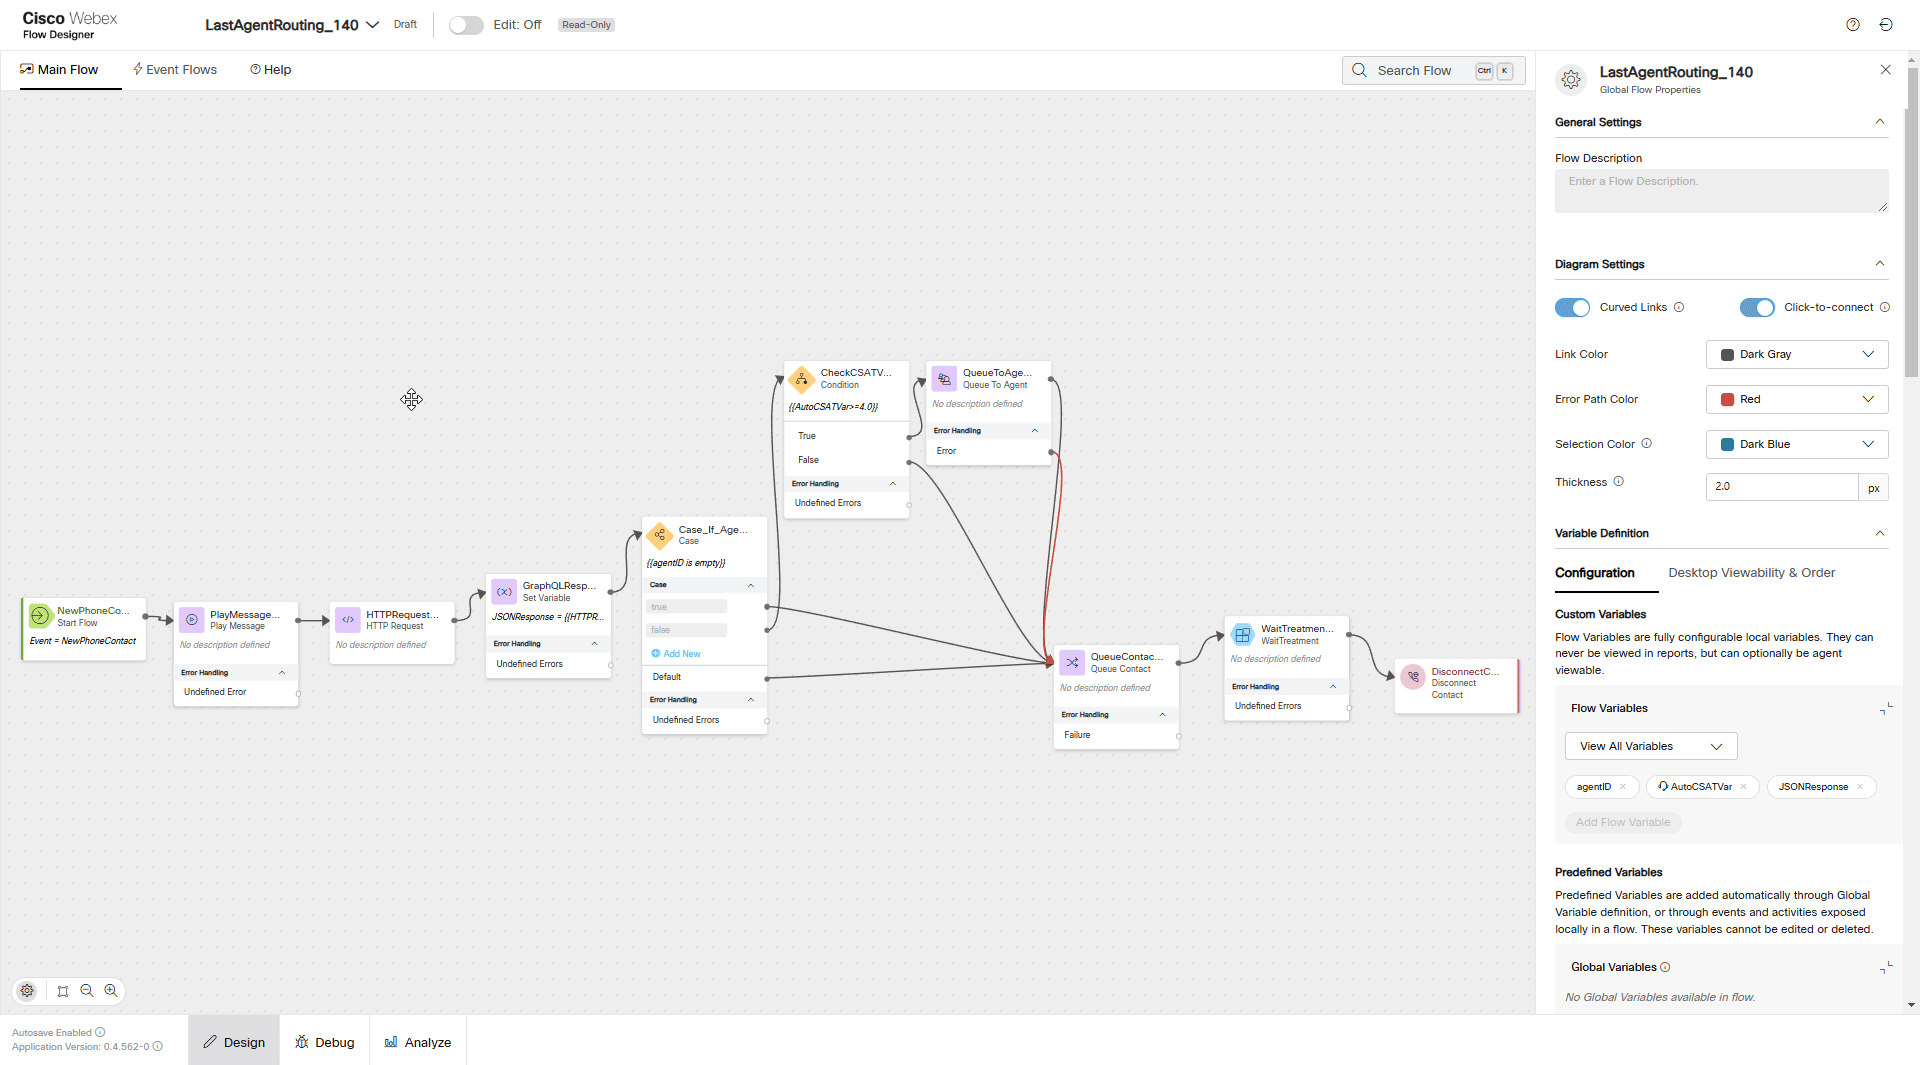 Cisco Webex
Flow Designer
LastAgentRouting_140
Draft
Edit: Off
Read-Only
Main Flow
Event Flows
Help
Search Flow
Ctrl
K
NewPhoneCo...
Start Flow
Event = NewPhoneContact
PlayMessage...
Play Message
No description defined
Error Handling
Undefined Error
HTTPRequest...
HTTP Request
No description defined
GraphQLResp...
Set Variable
JSONResponse = {{HTTPR...
Error Handling
Undefined Errors
Case_If_Age...
Case
{{agentID is empty}}
Case
true
false
Add New
Default
Error Handling
Undefined Errors
CheckCSATV...
Condition
{{AutoCSATVar>=4.0}}
True
False
Error Handling
Undefined Errors
QueueToAge...
Queue To Agent
No description defined
Error Handling
Error
QueueContac...
Queue Contact
No description defined
Error Handling
Failure
WaitTreatmen...
WaitTreatment
No description defined
Error Handling
Undefined Errors
DisconnectC...
Disconnect
Contact
LastAgentRouting_140
Global Flow Properties
General Settings
Flow Description
Enter a Flow Description.
Diagram Settings
Curved Links
Click-to-connect
Link Color
Dark Gray
Error Path Color
Red
Selection Color
Dark Blue
Thickness
2.0
px
Variable Definition
Configuration
Desktop Viewability & Order
Custom Variables
Flow Variables are fully configurable local variables. They can
never be viewed in reports, but can optionally be agent
viewable.
Flow Variables
View All Variables
agentID
AutoCSATVar
JSONResponse
Add Flow Variable
Predefined Variables
Predefined Variables are added automatically through Global
Variable definition, or through events and activities exposed
locally in a flow. These variables cannot be edited or deleted.
Global Variables
No Global Variables available in flow.
Autosave Enabled
Application Version: 0.4.562-0
Design
Debug
Analyze